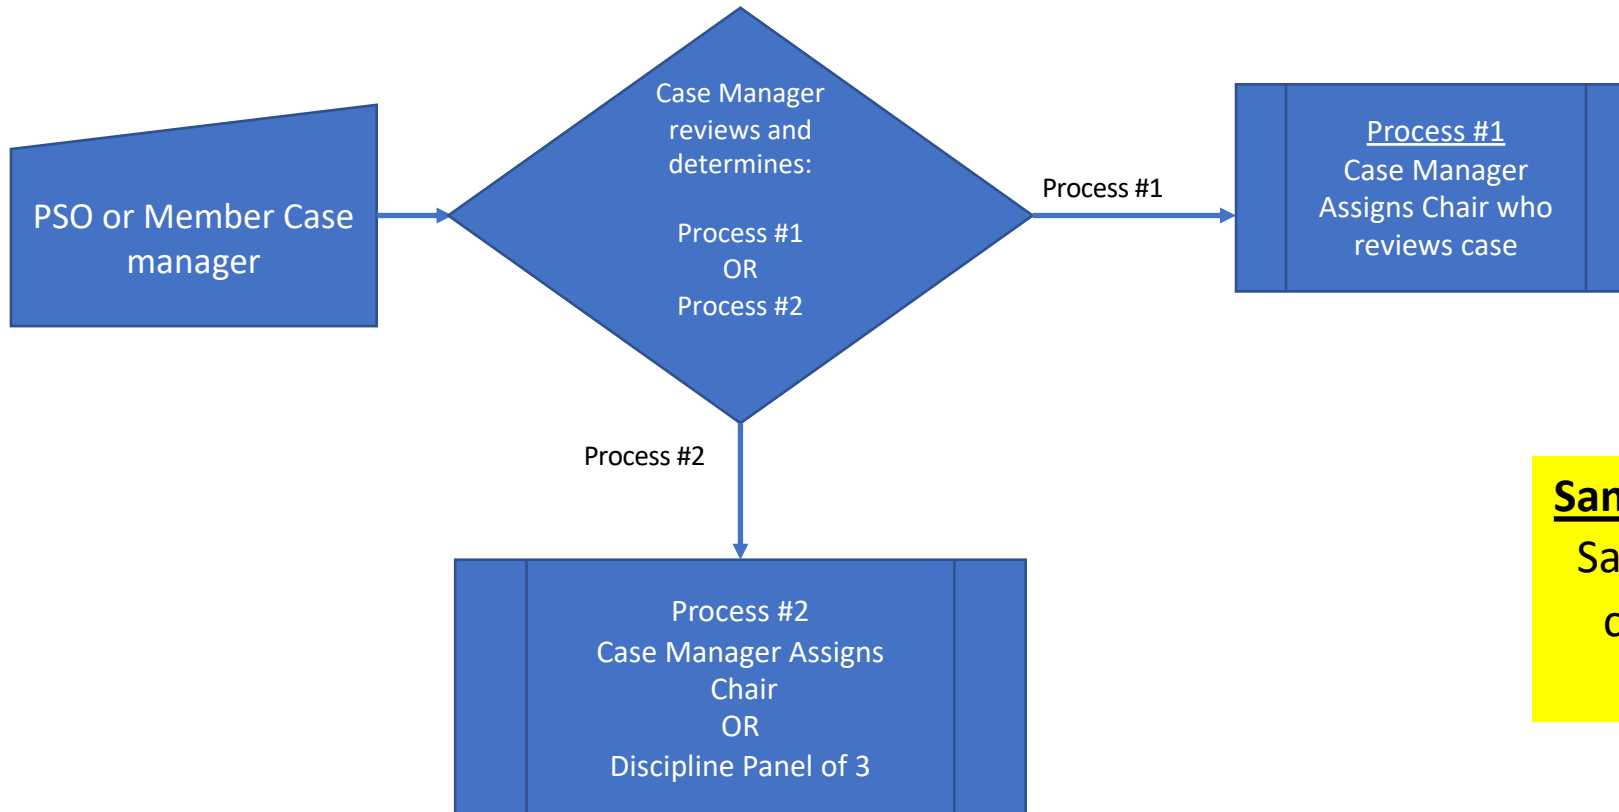 PSO or Member Case
manager
Case Manager
reviews and
determines:
Process #1
OR
Process #2
Process #1
Process #1
Case Manager
Assigns Chair who
reviews case
Process #2
Process #2
Case Manager Assigns
Chair
OR
Discipline Panel of 3